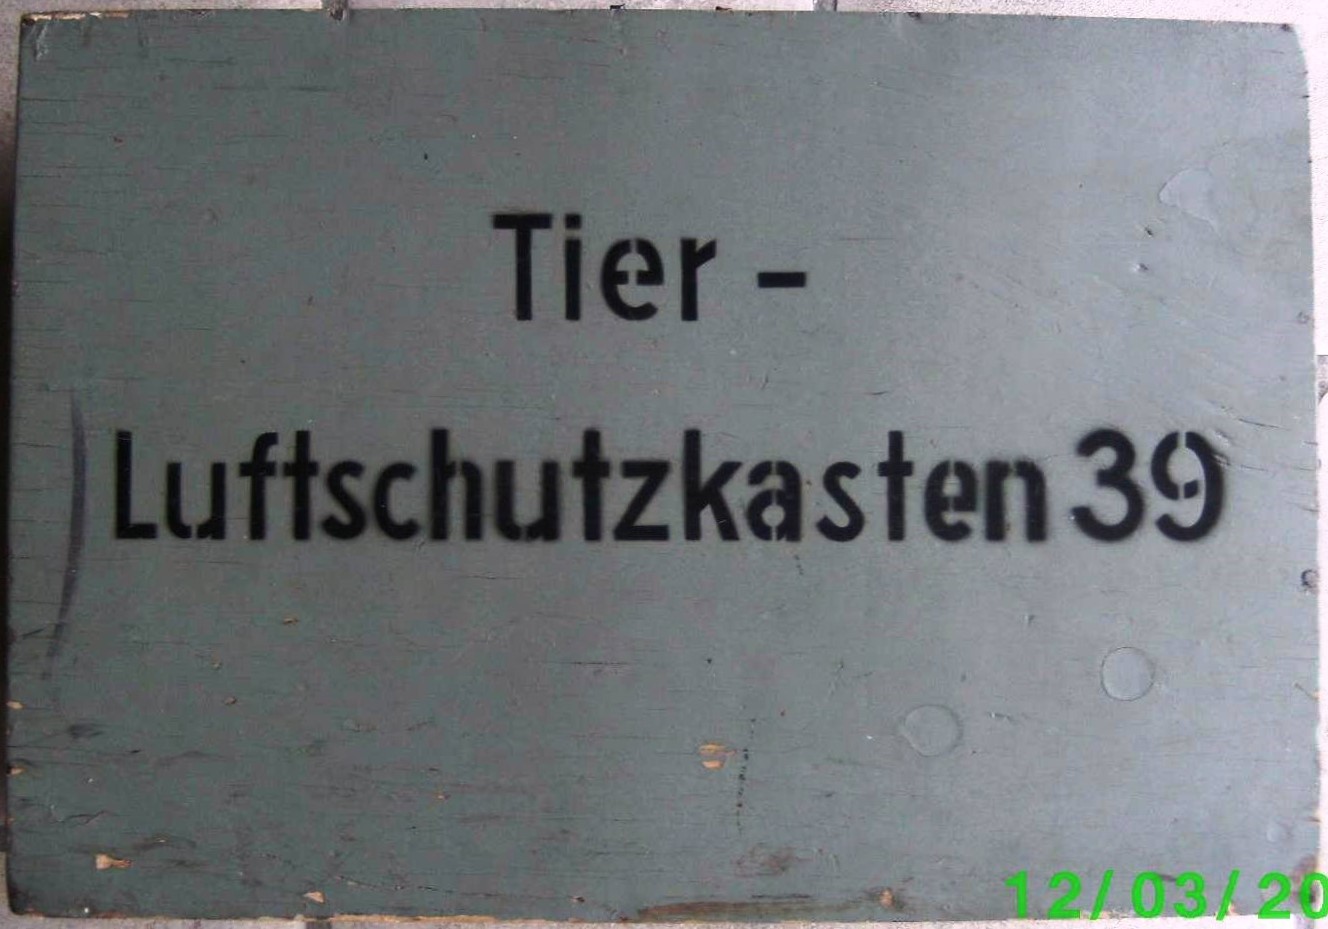 Tier -
Luftschutzkasten 39
12/03/20